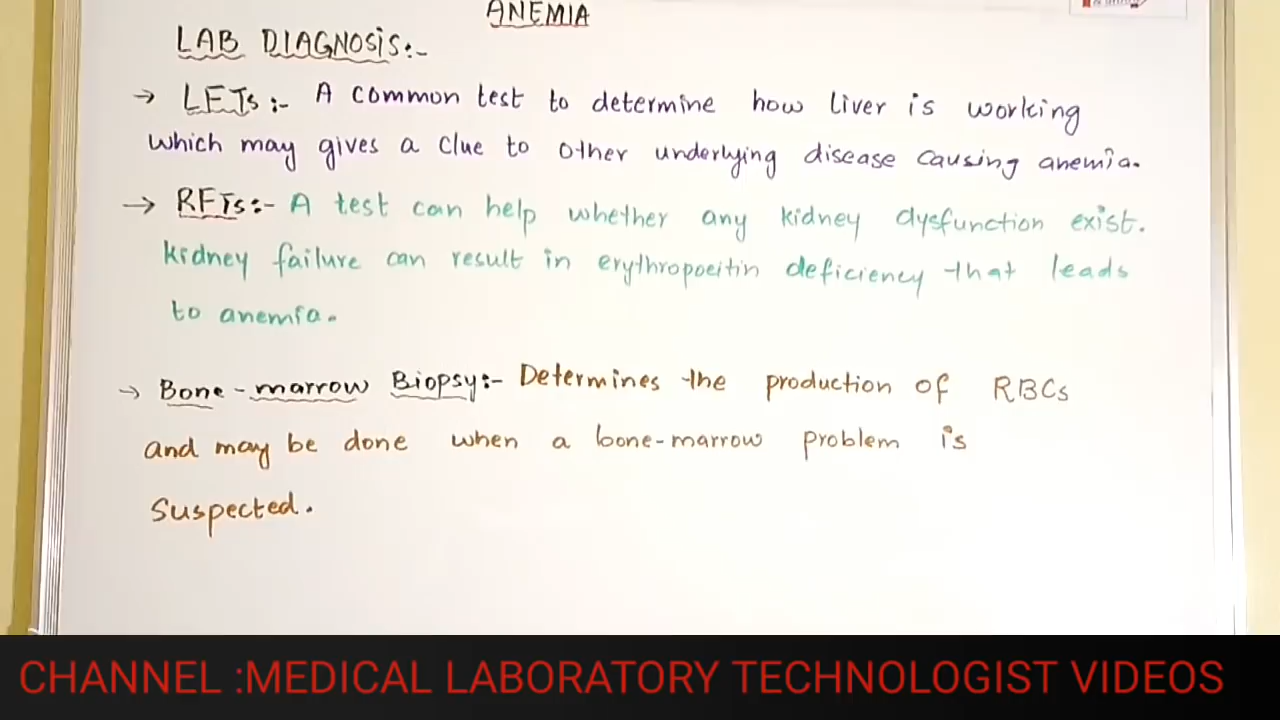 ANEMIA
LAB DIAGNOSIS:-
→ LFTs:- A common test to determine how liver is working
which may gives a clue to other underlying disease causing anemia.
→ RFTs:- A test can help whether any kidney dysfunction exist.
kidney failure can result in erythropoeitin deficiency that leads
to anemia.
→ Bone-marrow Biopsy:- Determines the production of RBCs
and may be done when a bone-marrow problem is
Suspected.
CHANNEL :MEDICAL LABORATORY TECHNOLOGIST VIDEOS